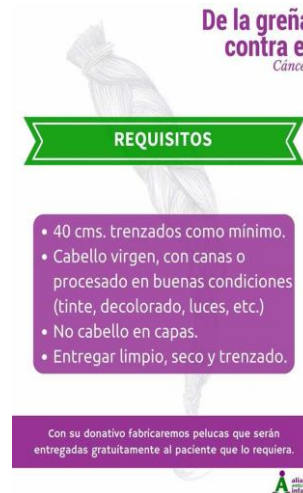 De la greña
contra e
Cánce
REQUISITOS
• 40 cms. trenzados como mínimo.
• Cabello virgen, con canas o
procesado en buenas condiciones
(tinte, decolorado, luces, etc.)
• No cabello en capas.
• Entregar limpio, seco y trenzado.
Con su donativo fabricaremos pelucas que serán
entregadas gratuitamente al paciente que lo requiera.